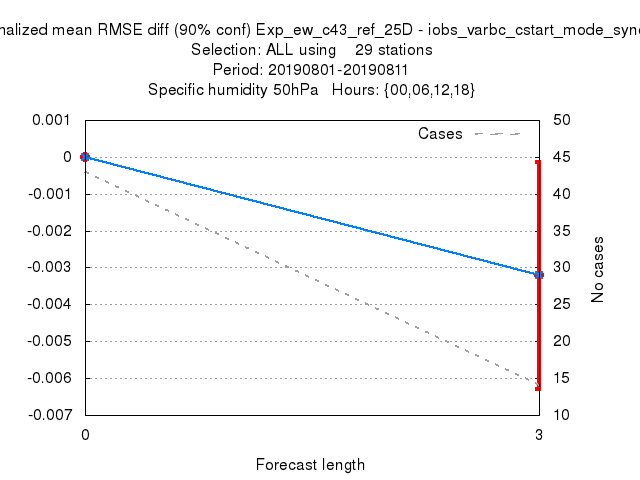 nalized mean RMSE diff (90% conf) Exp_ew_c43_ref_25D - iobs_varbc_cstart_mode_syn
Selection: ALL using 29 stations
Period: 20190801-20190811
Specific humidity 50hPa Hours: {00,06,12,18}
Cases
0.001
0
-0.001
-0.002
-0.003
-0.004
-0.005
-0.006
-0.007
50
45
40
35
30
25
20
15
10
No cases
0
3
Forecast length